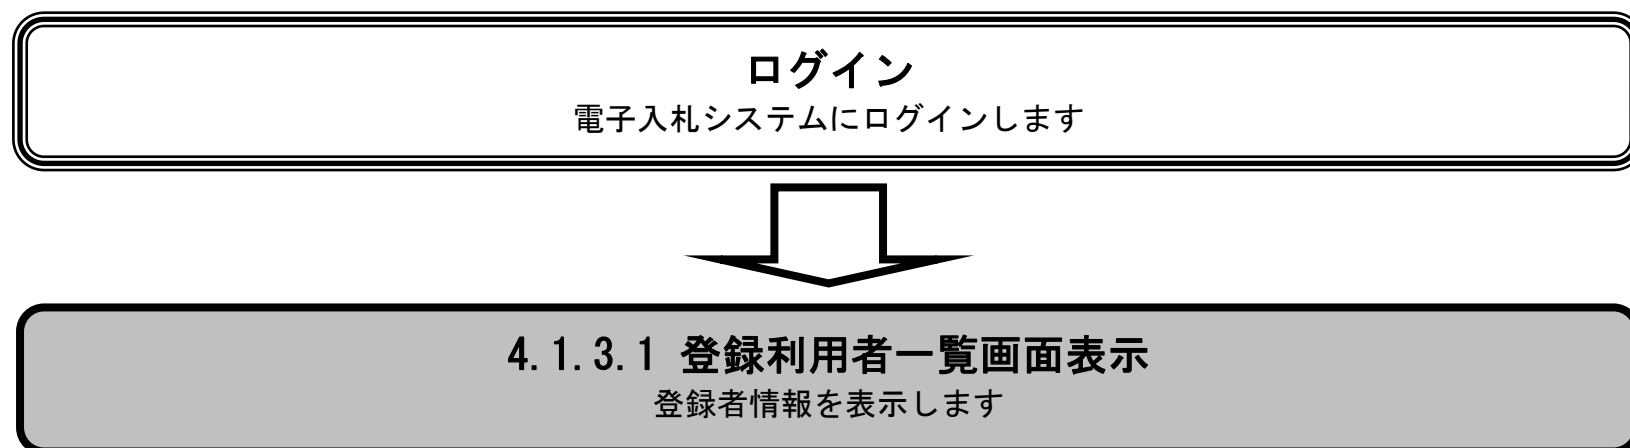 ログイン
電子入札システムにログインします
4.1.3.1 登録利用者一覧画面表示
登録者情報を表示します